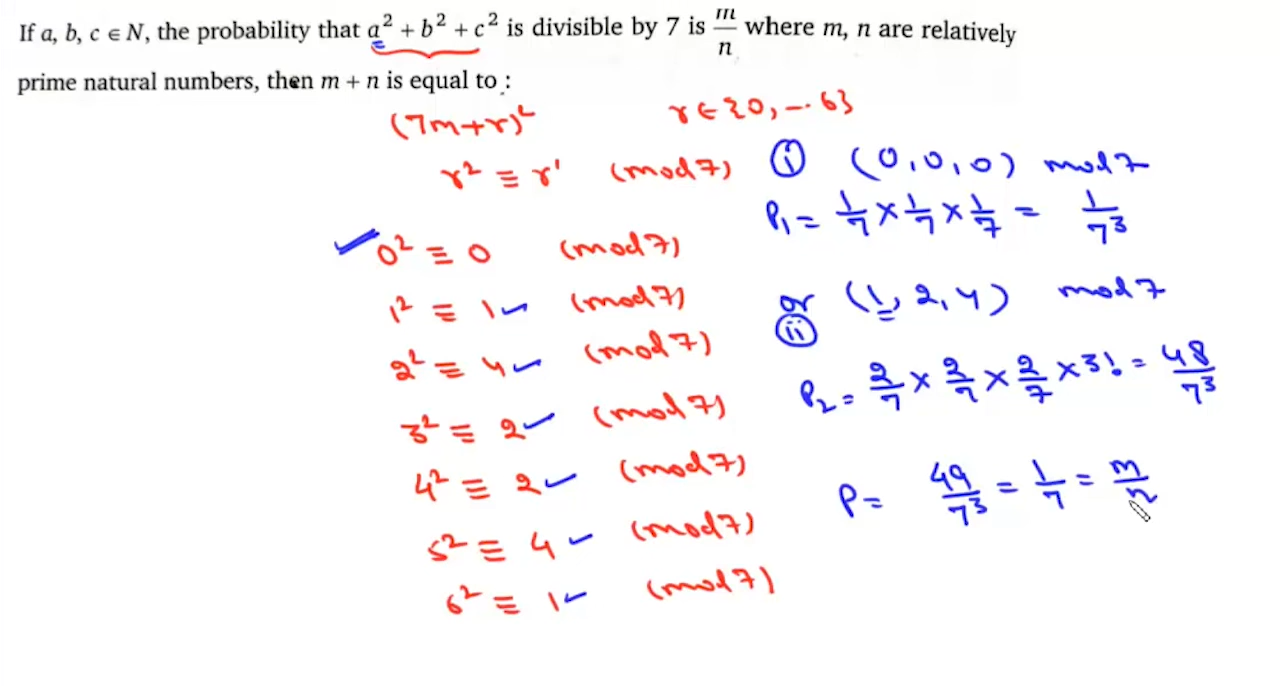 If a, b, c ∈ N, the probability that a² + b² + c² is divisible by 7 is m/n where m, n are relatively
prime natural numbers, then m + n is equal to :
(7m+r)² r ∈ {0, -- 6}
r² ≡ r' (mod 7)
0² ≡ 0 (mod 7)
1² ≡ 1 (mod 7)
2² ≡ 4 (mod 7)
3² ≡ 2 (mod 7)
4² ≡ 2 (mod 7)
5² ≡ 4 (mod 7)
6² ≡ 1 (mod 7)
(i) (0, 0, 0) mod 7
P₁ = 1/7 × 1/7 × 1/7 = 1/7³
or (1, 2, 4) mod 7
(ii)
P₂ = 2/7 × 2/7 × 2/7 × 3! = 48/7³
P = 49/7³ = 1/7 = m/n